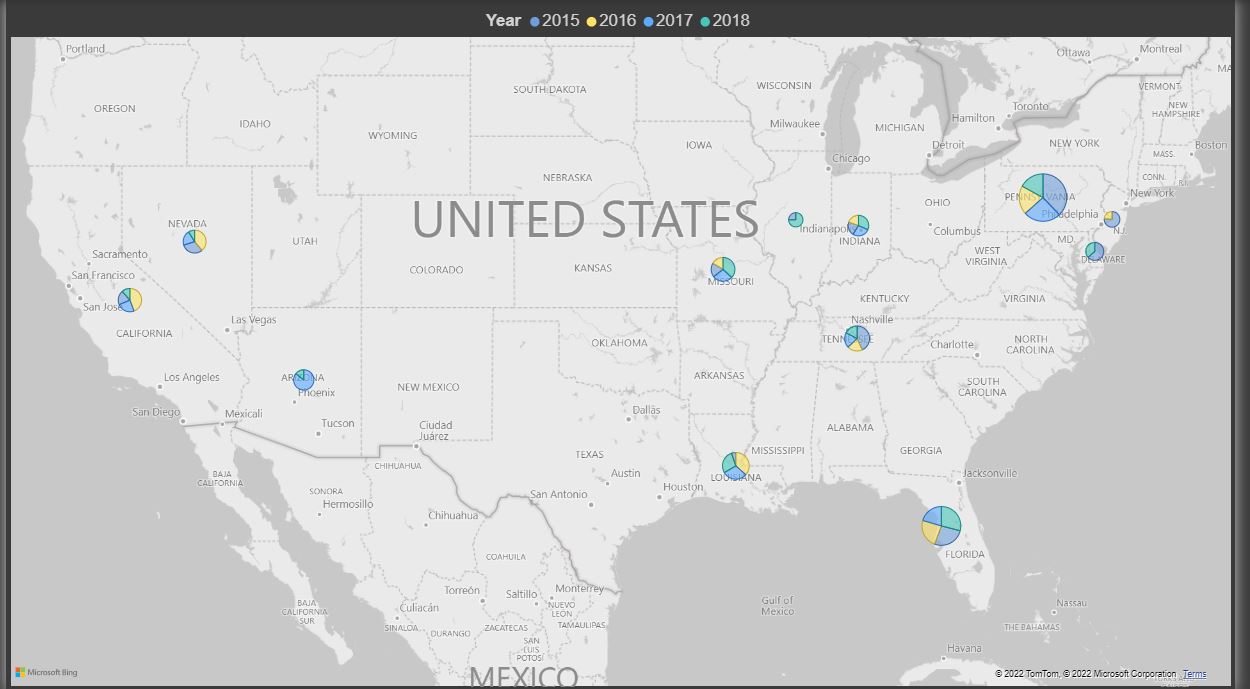 Year 2015 2016 2017 2018
Portland
Ottawa
Montreal
OREGON
IDAHO
SOUTH DAKOTA
WISCONSIN
VERMONT
Toronto
NEW
HAMPSHIRE
WYOMING
Milwaukee
MICHIGAN
Hamilton
IOWA
Detroit
NEW YORK
MASS.
Boston
Chicago
NEBRASKA
CONN.
R.I.
PENNSYLVANIA
New York
OHIO
UNITED STATES
Philadelphia
NEVADA
Indianapolis
Columbus
N.J.
UTAH
INDIANA
MD.
Sacramento
WEST
VIRGINIA
DELAWARE
COLORADO
KANSAS
San Francisco
MISSOURI
San Jose
KENTUCKY
VIRGINIA
Las Vegas
Nashville
CALIFORNIA
OKLAHOMA
TENNESSEE
Charlotte
NORTH
CAROLINA
Los Angeles
ARIZONA
NEW MEXICO
ARKANSAS
SOUTH
CAROLINA
Phoenix
San Diego
Mexicali
Dallas
Tucson
Ciudad
Juárez
ALABAMA
MISSISSIPPI
GEORGIA
TEXAS
CHIHUAHUA
BAJA
CALIFORNIA
Austin
LOUISIANA
Jacksonville
SONORA
San Antonio
Houston
Hermosillo
Chihuahua
COAHUILA
FLORIDA
Torreón
Saltillo
Monterrey
Gulf of
Mexico
Nassau
BAJA
CALIFORNIA
SUR
Culiacán
NUEVO
LEÓN
SINALOA
DURANGO
ZACATECAS
TAMAULIPAS
THE BAHAMAS
SAN
LUIS
POTOSÍ
Havana
MEXICO
Microsoft Bing
© 2022 TomTom, © 2022 Microsoft Corporation Terms